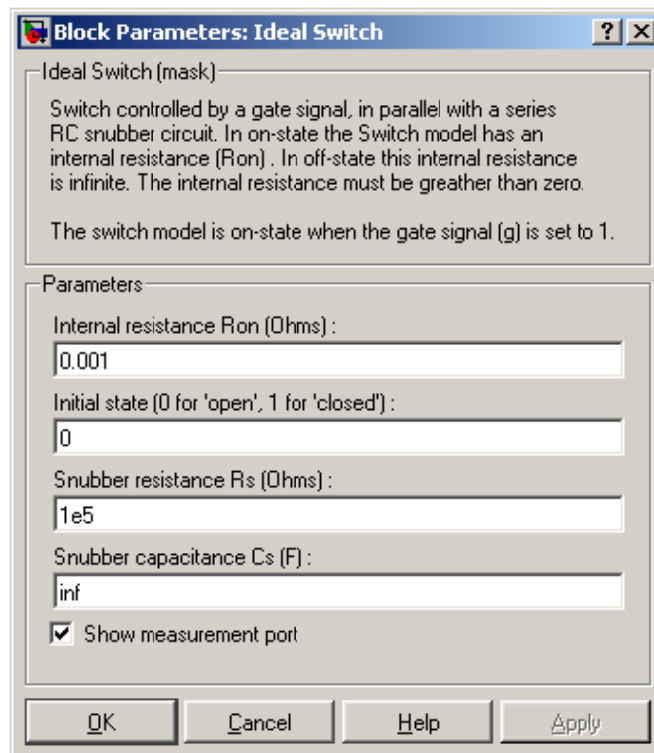 Block Parameters: Ideal Switch
Ideal Switch (mask)
Switch controlled by a gate signal, in parallel with a series
RC snubber circuit. In on-state the Switch model has an
internal resistance (Ron) . In off-state this internal resistance
is infinite. The internal resistance must be greather than zero.
The switch model is on-state when the gate signal (g) is set to 1.
Parameters
Internal resistance Ron (Ohms) :
0.001
Initial state (0 for 'open', 1 for 'closed') :
0
Snubber resistance Rs (Ohms) :
1e5
Snubber capacitance Cs (F) :
inf
Show measurement port
OK Cancel Help Apply